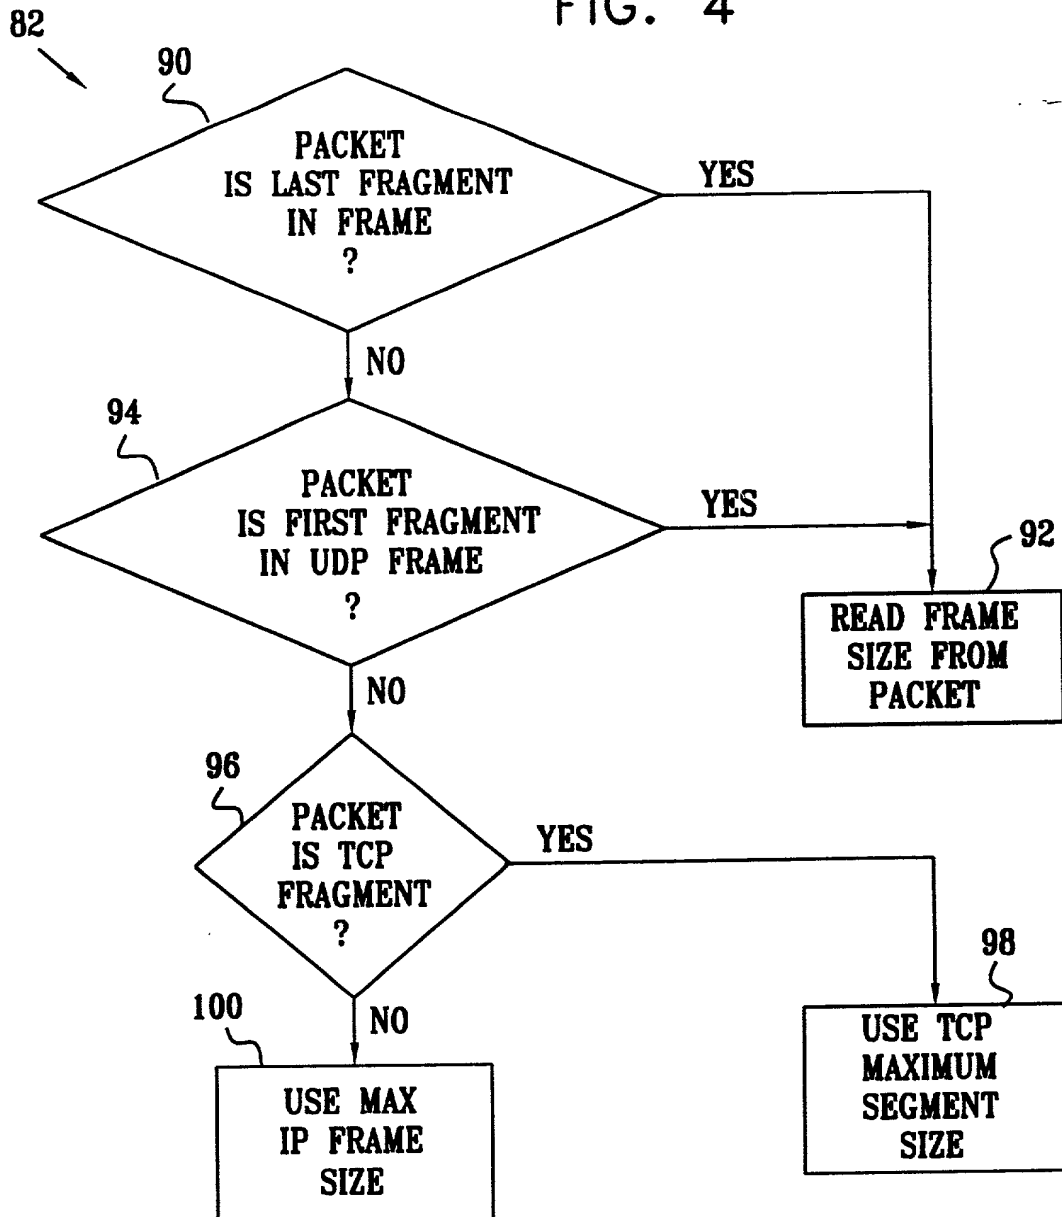 FIG. 4
82
90
PACKET
IS LAST FRAGMENT
IN FRAME
?
YES
NO
94
PACKET
IS FIRST FRAGMENT
IN UDP FRAME
?
YES
NO
92
READ FRAME
SIZE FROM
PACKET
96
PACKET
IS TCP
FRAGMENT
?
YES
NO
98
USE TCP
MAXIMUM
SEGMENT
SIZE
100
USE MAX
IP FRAME
SIZE